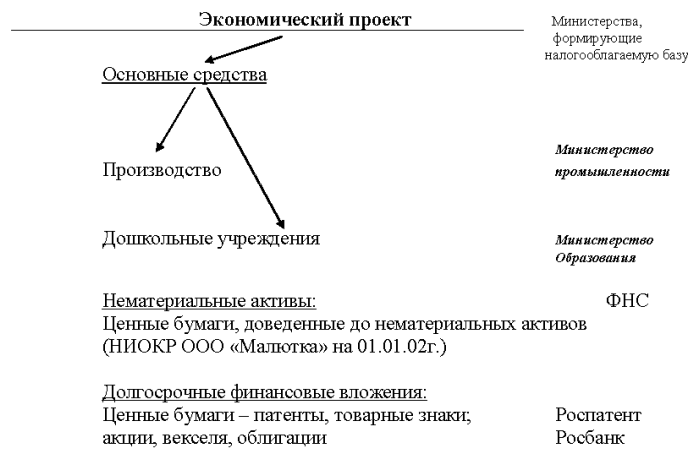 Экономический проект
Министерства,
формирующие
налогооблагаемую базу
Основные средства
Производство
Министерство
промышленности
Дошкольные учреждения
Министерство
Образования
Нематериальные активы:
ФНС
Ценные бумаги, доведенные до нематериальных активов
(НИОКР ООО «Малютка» на 01.01.02г.)
Долгосрочные финансовые вложения:
Ценные бумаги – патенты, товарные знаки;
Роспатент
акции, векселя, облигации
Росбанк